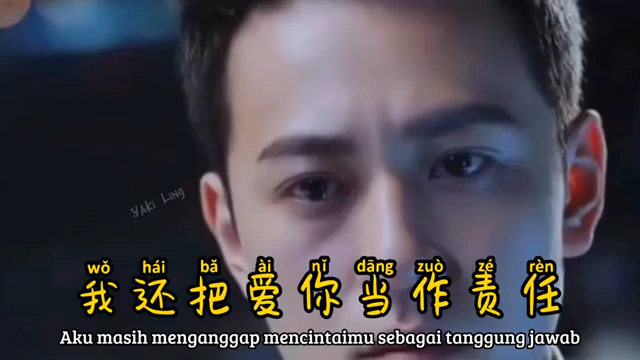 YAKI LING
wǒ hái bǎ ài nǐ dāng zuò zé rèn
我还把爱你当作责任
Aku masih menganggap mencintaimu sebagai tanggung jawab